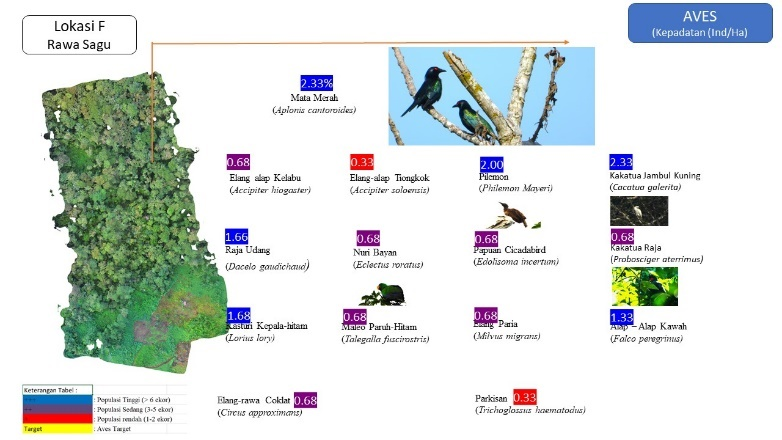 Lokasi F
Rawa Sagu
AVES
(Kepadatan (Ind/Ha)
2.33%
Mata Merah
(Aplonis cantoroides)
0.68
Elang alap Kelabu
(Accipiter hiogaster)
0.33
Elang-alap Tiongkok
(Accipiter soloensis)
2.00
Pilemon
(Philemon Mayeri)
2.33
Kakatua Jambul Kuning
(Cacatua galerita)
1.66
Raja Udang
(Dacelo gaudichaud)
0.68
Nuri Bayan
(Eclectus roratus)
0.68
Papuan Cicadabird
(Edolisoma incertum)
0.68
Kakatua Raja
(Probosciger aterrimus)
1.68
Kasturi Kepala-hitam
(Lorius lory)
0.68
Maleo Paruh-Hitam
(Talegalla fuscirostris)
0.68
Elang Paria
(Milvus migrans)
1.33
Alap – Alap Kawah
(Falco peregrinus)
Elang-rawa Coklat 0.68
(Circus approximans)
Parkisan 0.33
(Trichoglossus haematodus)
Keterangan Tabel :
: Populasi Tinggi (> 6 ekor)
: Populasi Sedang (3-5 ekor)
: Populasi rendah (1-2 ekor)
Target : Aves Target